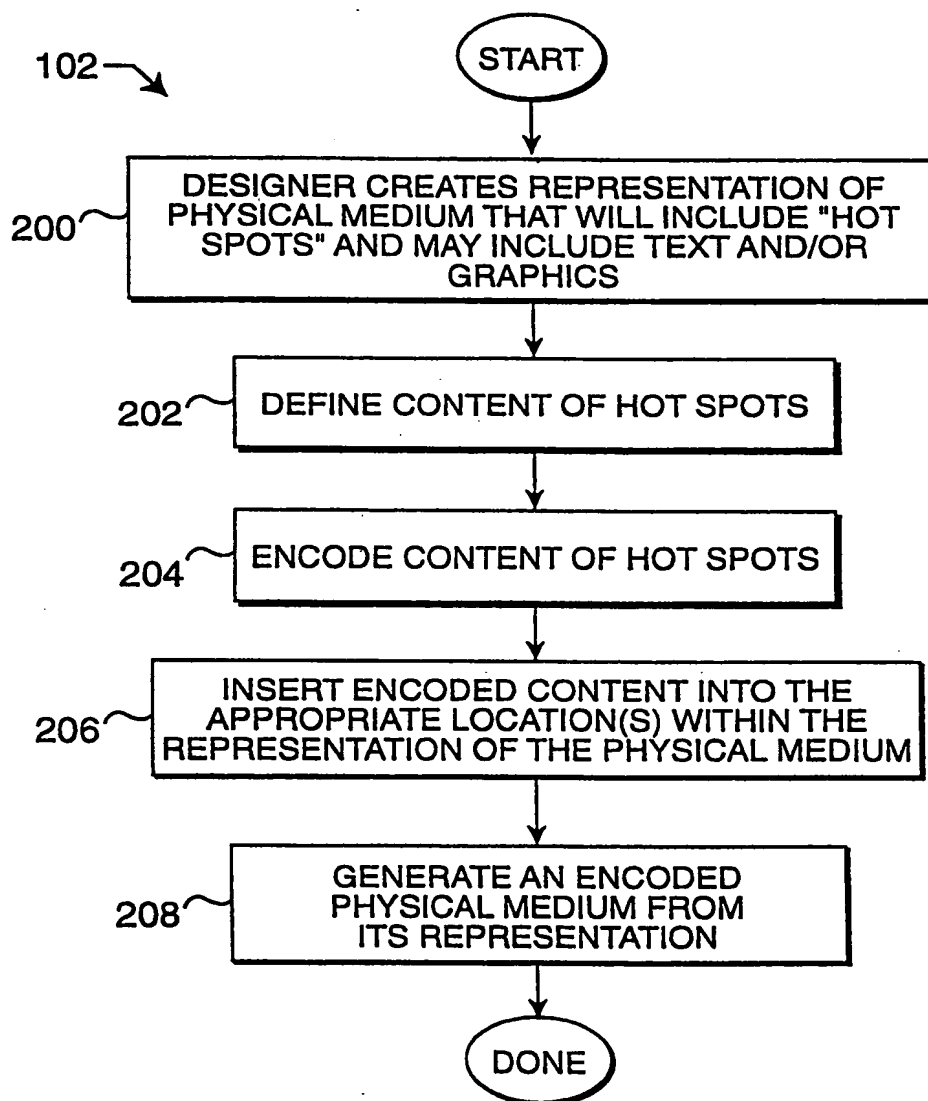 102
START
200
DESIGNER CREATES REPRESENTATION OF
PHYSICAL MEDIUM THAT WILL INCLUDE "HOT
SPOTS" AND MAY INCLUDE TEXT AND/OR
GRAPHICS
202
DEFINE CONTENT OF HOT SPOTS
204
ENCODE CONTENT OF HOT SPOTS
206
INSERT ENCODED CONTENT INTO THE
APPROPRIATE LOCATION(S) WITHIN THE
REPRESENTATION OF THE PHYSICAL MEDIUM
208
GENERATE AN ENCODED
PHYSICAL MEDIUM FROM
ITS REPRESENTATION
DONE